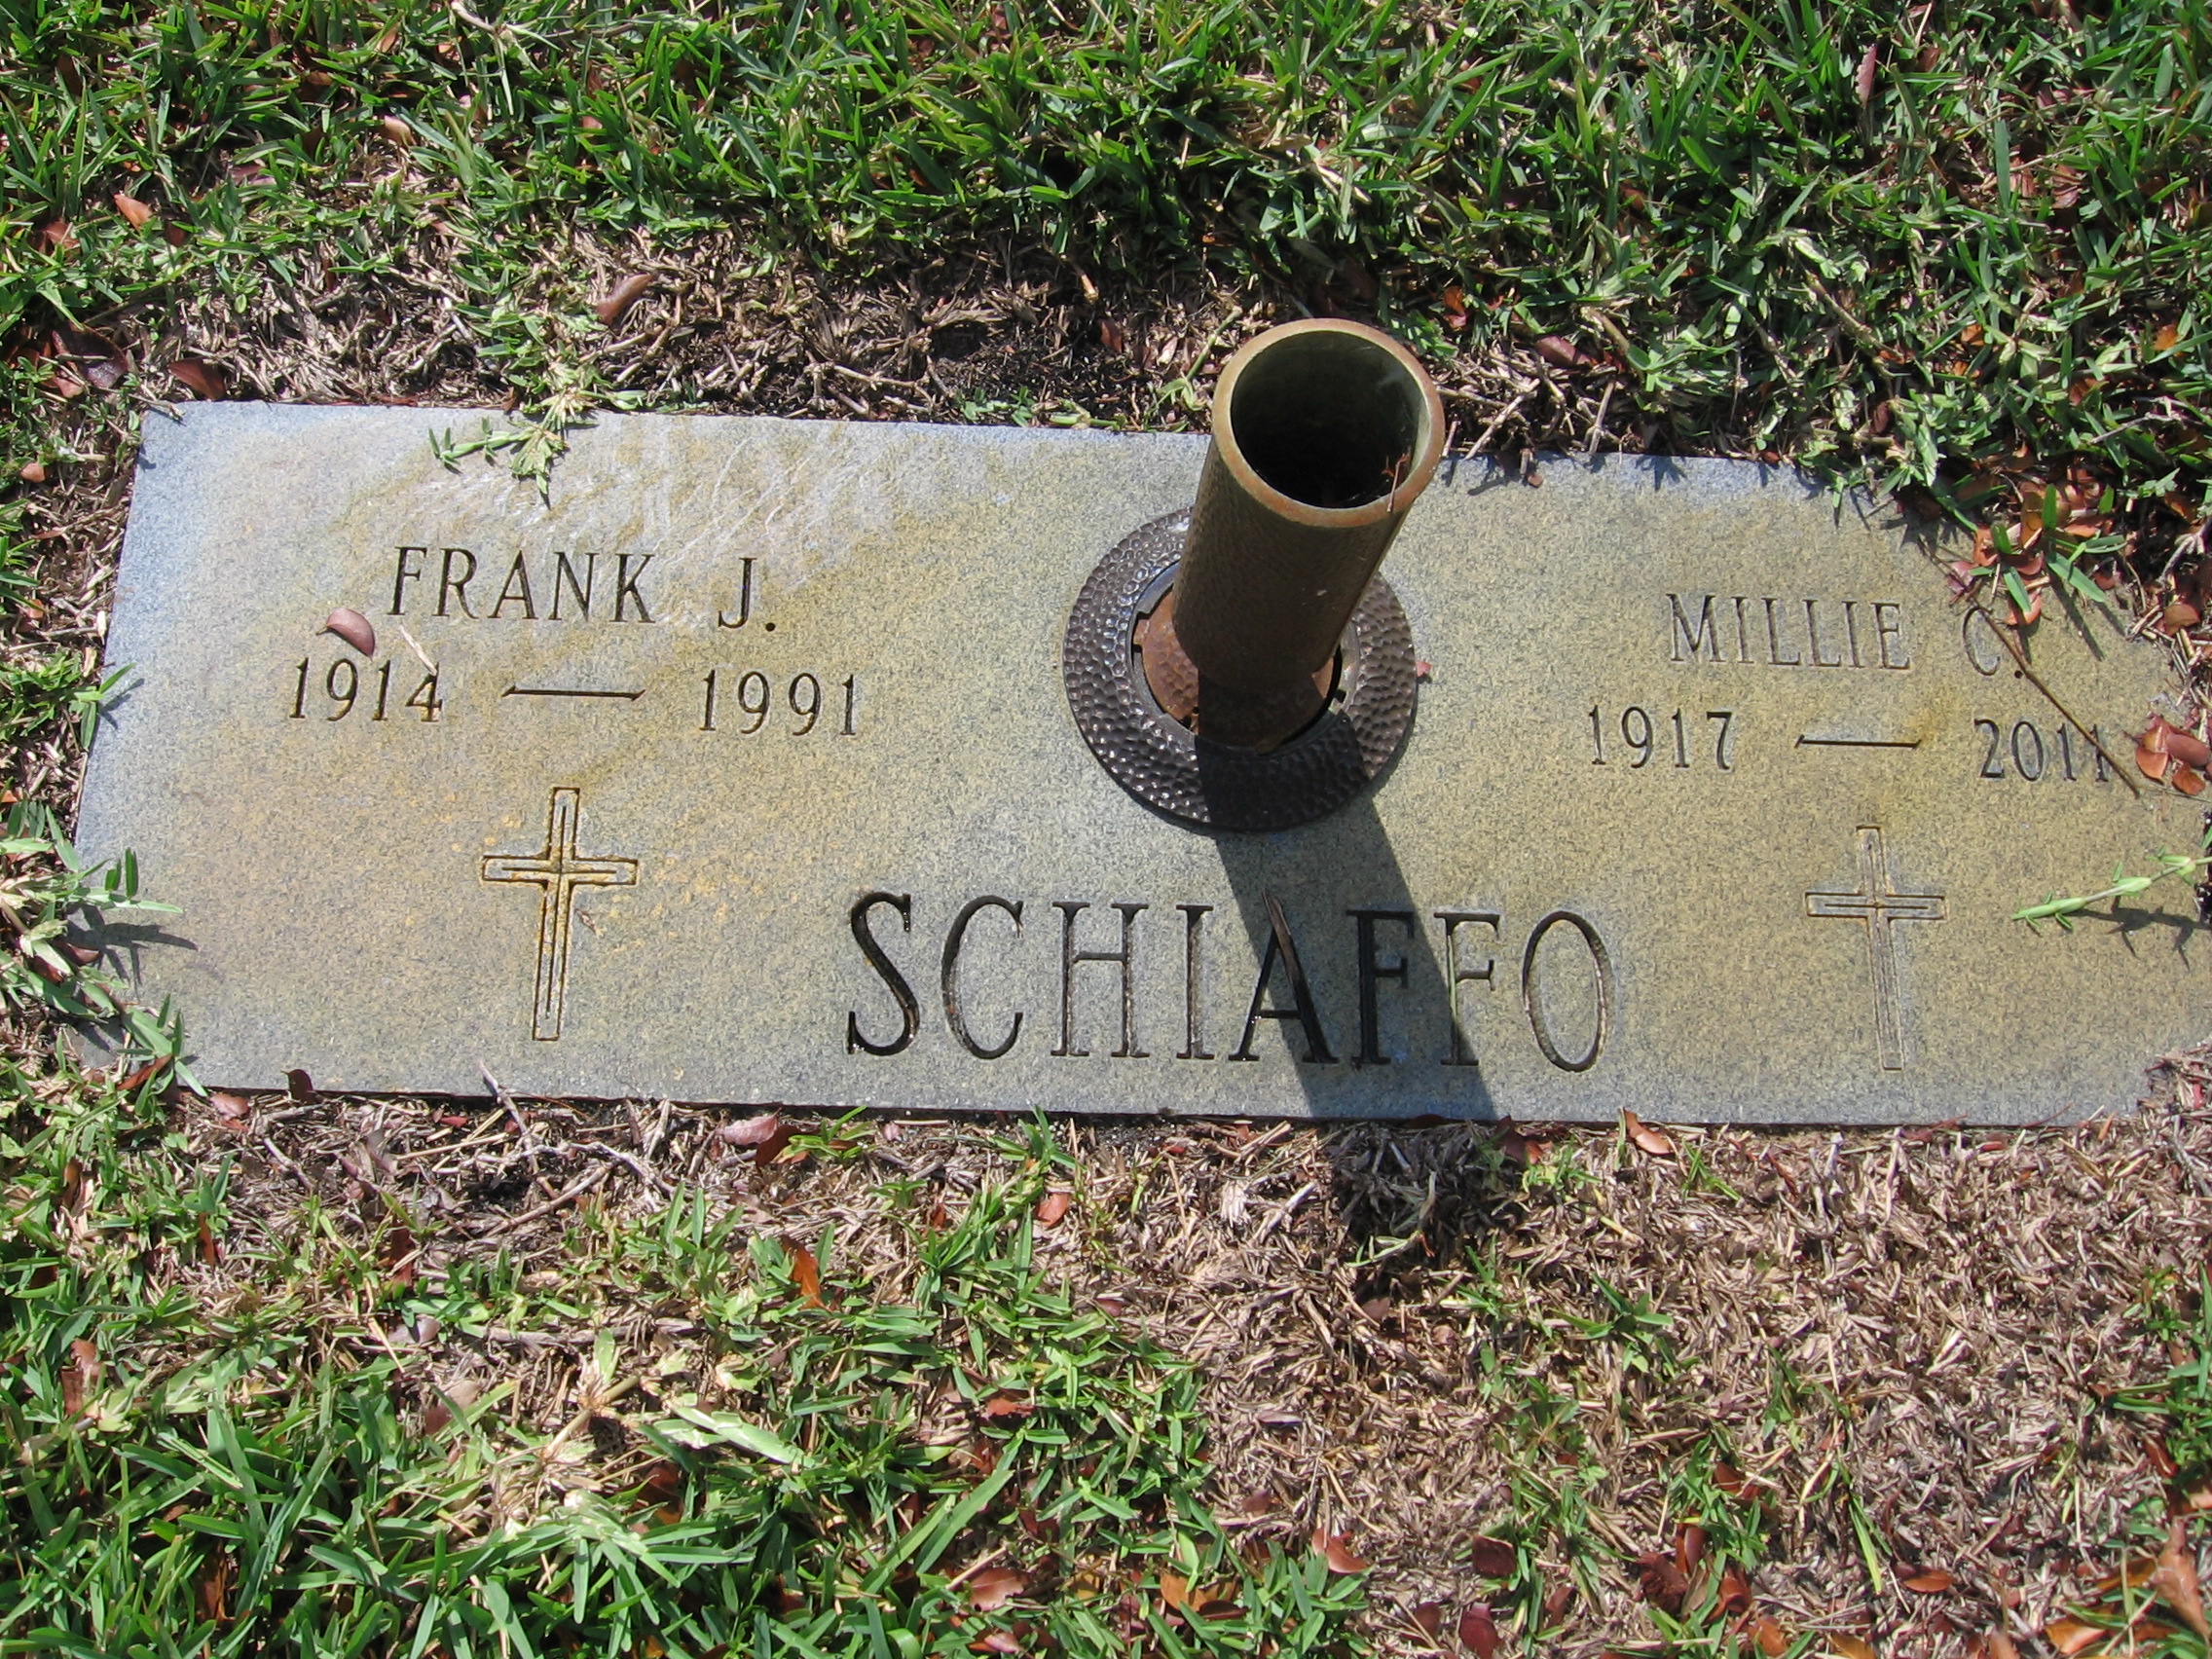 FRANK J.
1914 — 1991
MILLIE C.
1917 — 2011
SCHIAFFO